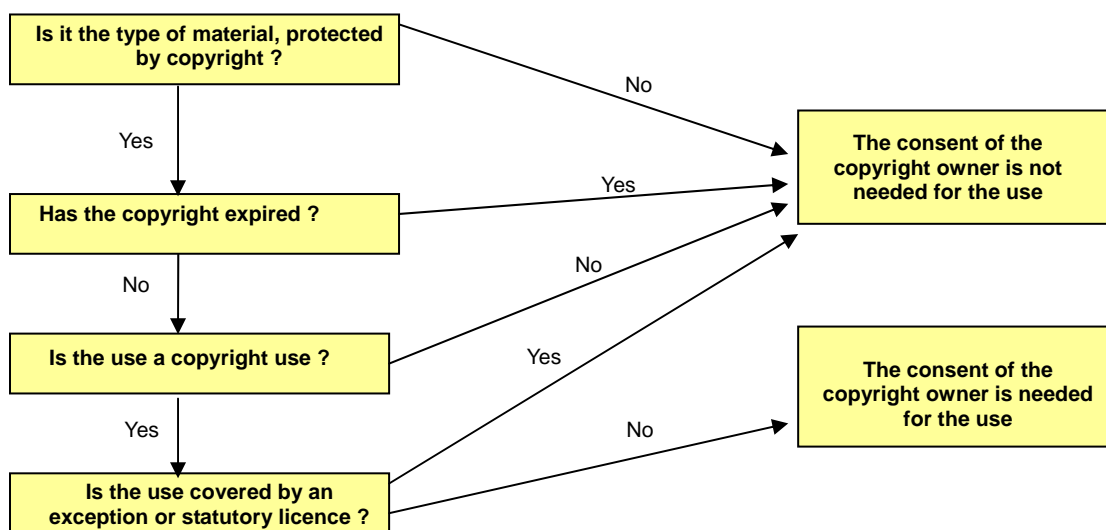 Is it the type of material, protected
by copyright ?
No
Yes
The consent of the
copyright owner is not
needed for the use
Has the copyright expired ?
Yes
No
No
Is the use a copyright use ?
Yes
The consent of the
copyright owner is needed
for the use
Yes
No
Is the use covered by an
exception or statutory licence ?